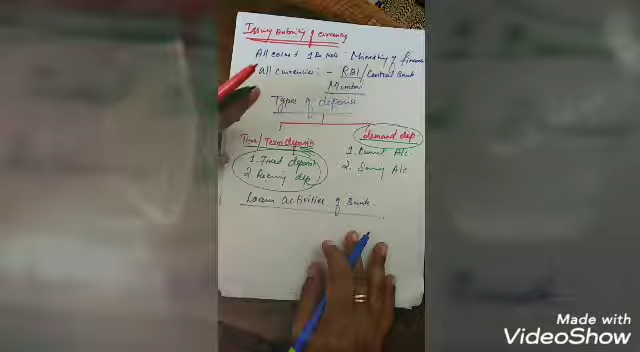 Issuing Authority of currency
All coins + 1 Re Note : Ministry of finance
All currencies : - RBI / Central Bank
Mumbai
Types of deposits
Time / Term deposits
Demand dep
1. Fixed deposit
2. Recurring dep
1. Current A/c
2. Saving A/c
Loan activities of Bank.
Made with
VideoShow